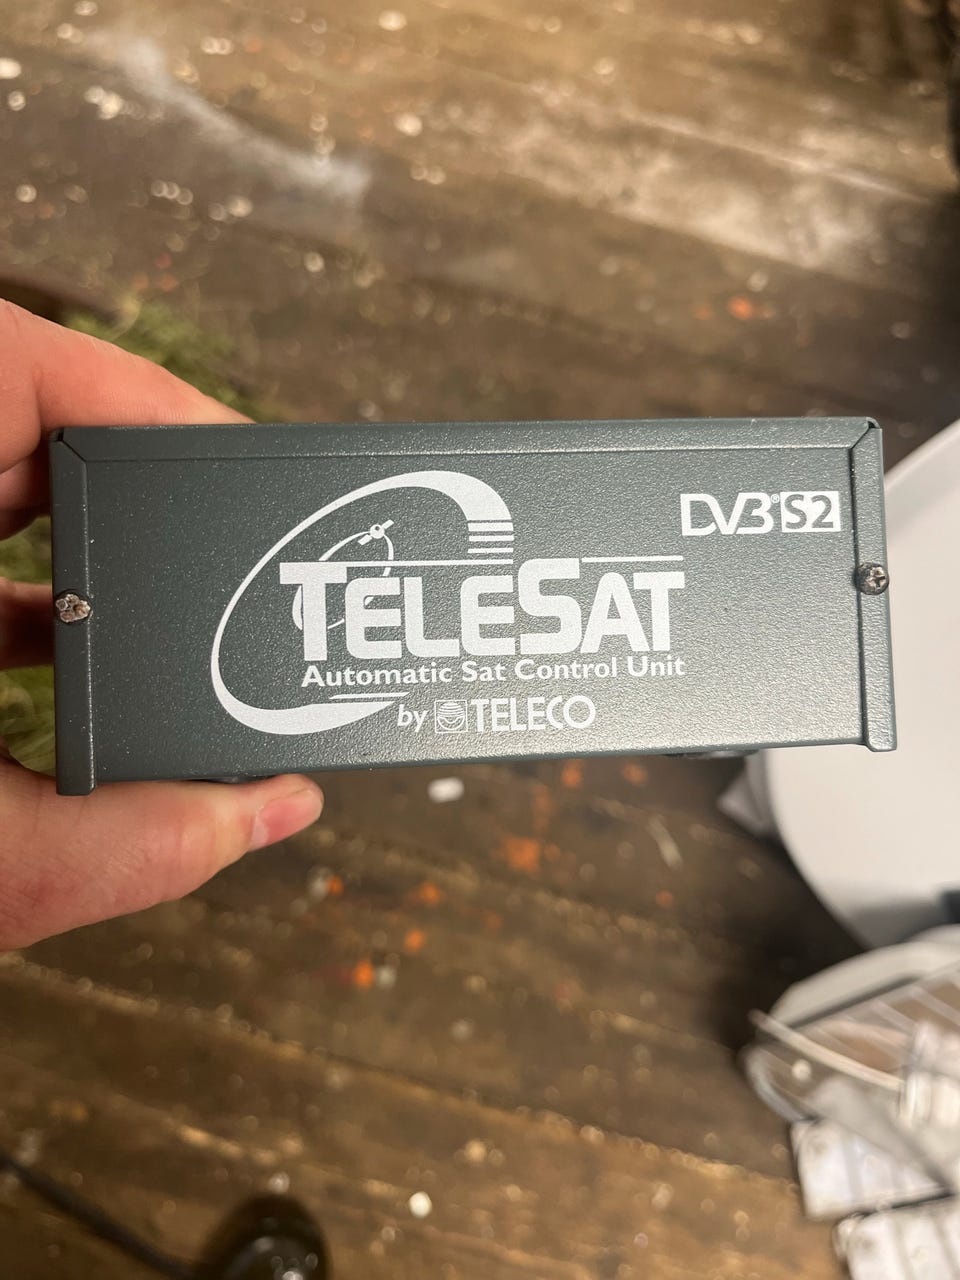 DVB® S2
TELESAT
Automatic Sat Control Unit
by TELECO